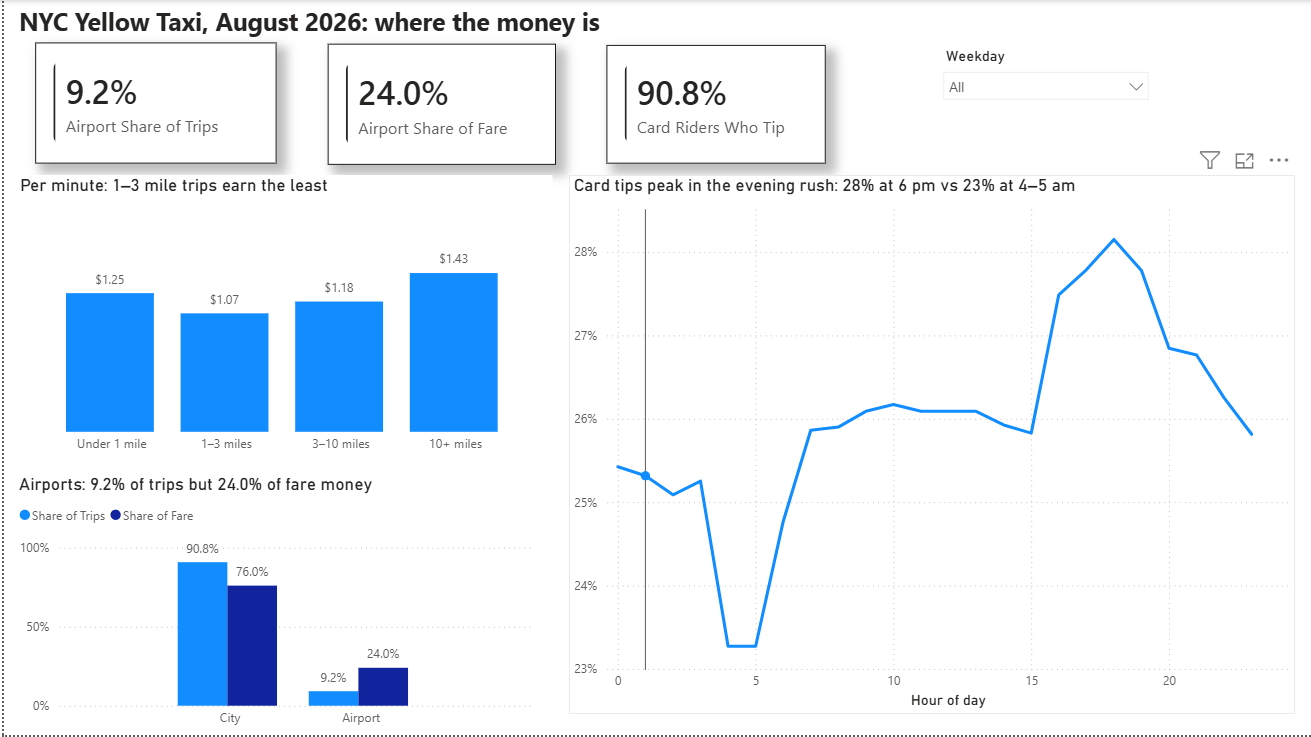 NYC Yellow Taxi, August 2026: where the money is
9.2%
Airport Share of Trips
24.0%
Airport Share of Fare
90.8%
Card Riders Who Tip
Weekday
All
Per minute: 1–3 mile trips earn the least
$1.25
$1.07
$1.18
$1.43
Under 1 mile
1–3 miles
3–10 miles
10+ miles
Airports: 9.2% of trips but 24.0% of fare money
Share of Trips
Share of Fare
100%
50%
0%
90.8%
76.0%
9.2%
24.0%
City
Airport
Card tips peak in the evening rush: 28% at 6 pm vs 23% at 4–5 am
28%
27%
26%
25%
24%
23%
0
5
10
15
20
Hour of day